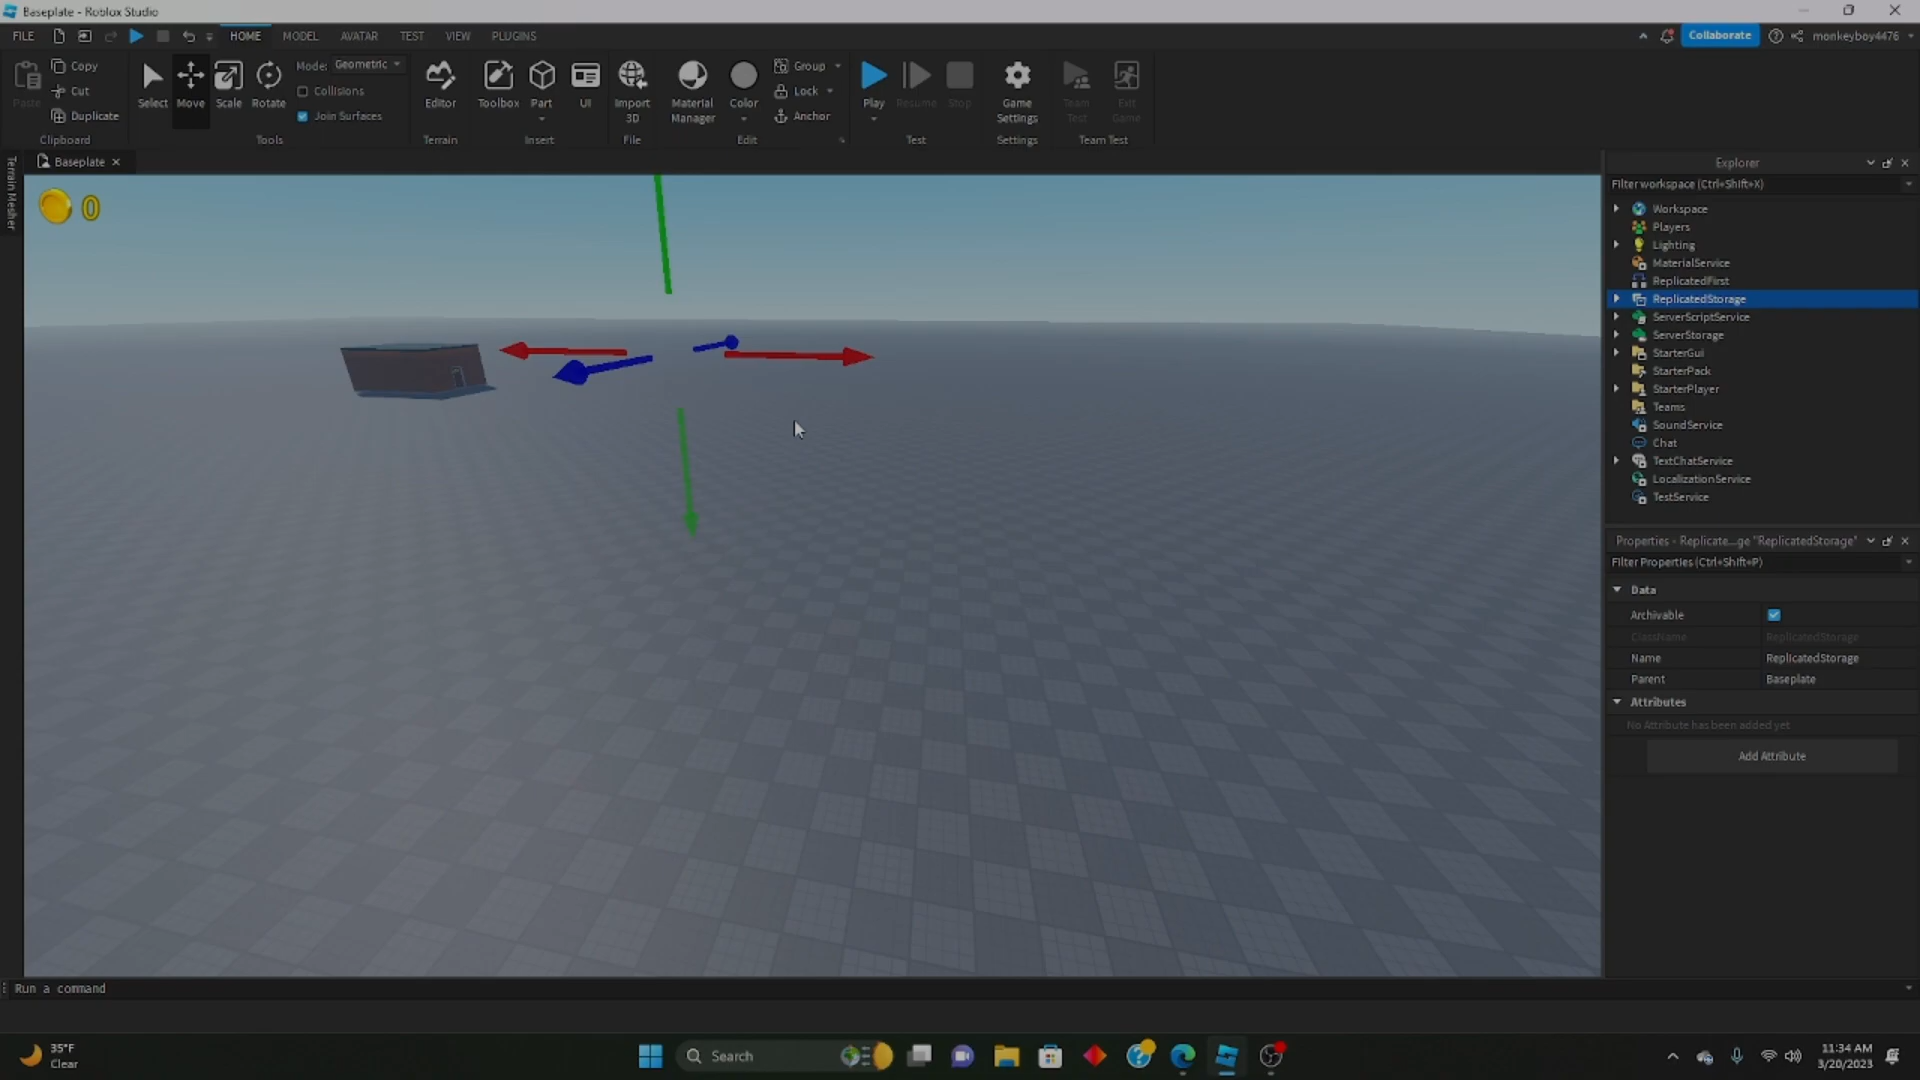 Baseplate - Roblox Studio
FILE HOME MODEL AVATAR TEST VIEW PLUGINS Collaborate monkeyboy4476
Paste Copy Cut Duplicate Clipboard
Select Move Scale Rotate Mode: Geometric Collisions Join Surfaces Tools
Editor Terrain
Toolbox Part UI Insert
Import 3D File
Material Manager Color Group Lock Anchor Edit
Play Resume Stop Test
Game Settings Settings
Team Test Exit Game Team Test
Terrain Mesher
Baseplate
0
Explorer
Filter workspace (Ctrl+Shift+X)
Workspace
Players
Lighting
MaterialService
ReplicatedFirst
ReplicatedStorage
ServerScriptService
ServerStorage
StarterGui
StarterPack
StarterPlayer
Teams
SoundService
Chat
TextChatService
LocalizationService
TestService
Properties - Replicate...ge "ReplicatedStorage"
Filter Properties (Ctrl+Shift+P)
Data
Archivable
ClassName ReplicatedStorage
Name ReplicatedStorage
Parent Baseplate
Attributes
No Attribute has been added yet
Add Attribute
Run a command
35°F
Clear
Search
11:34 AM
3/20/2023